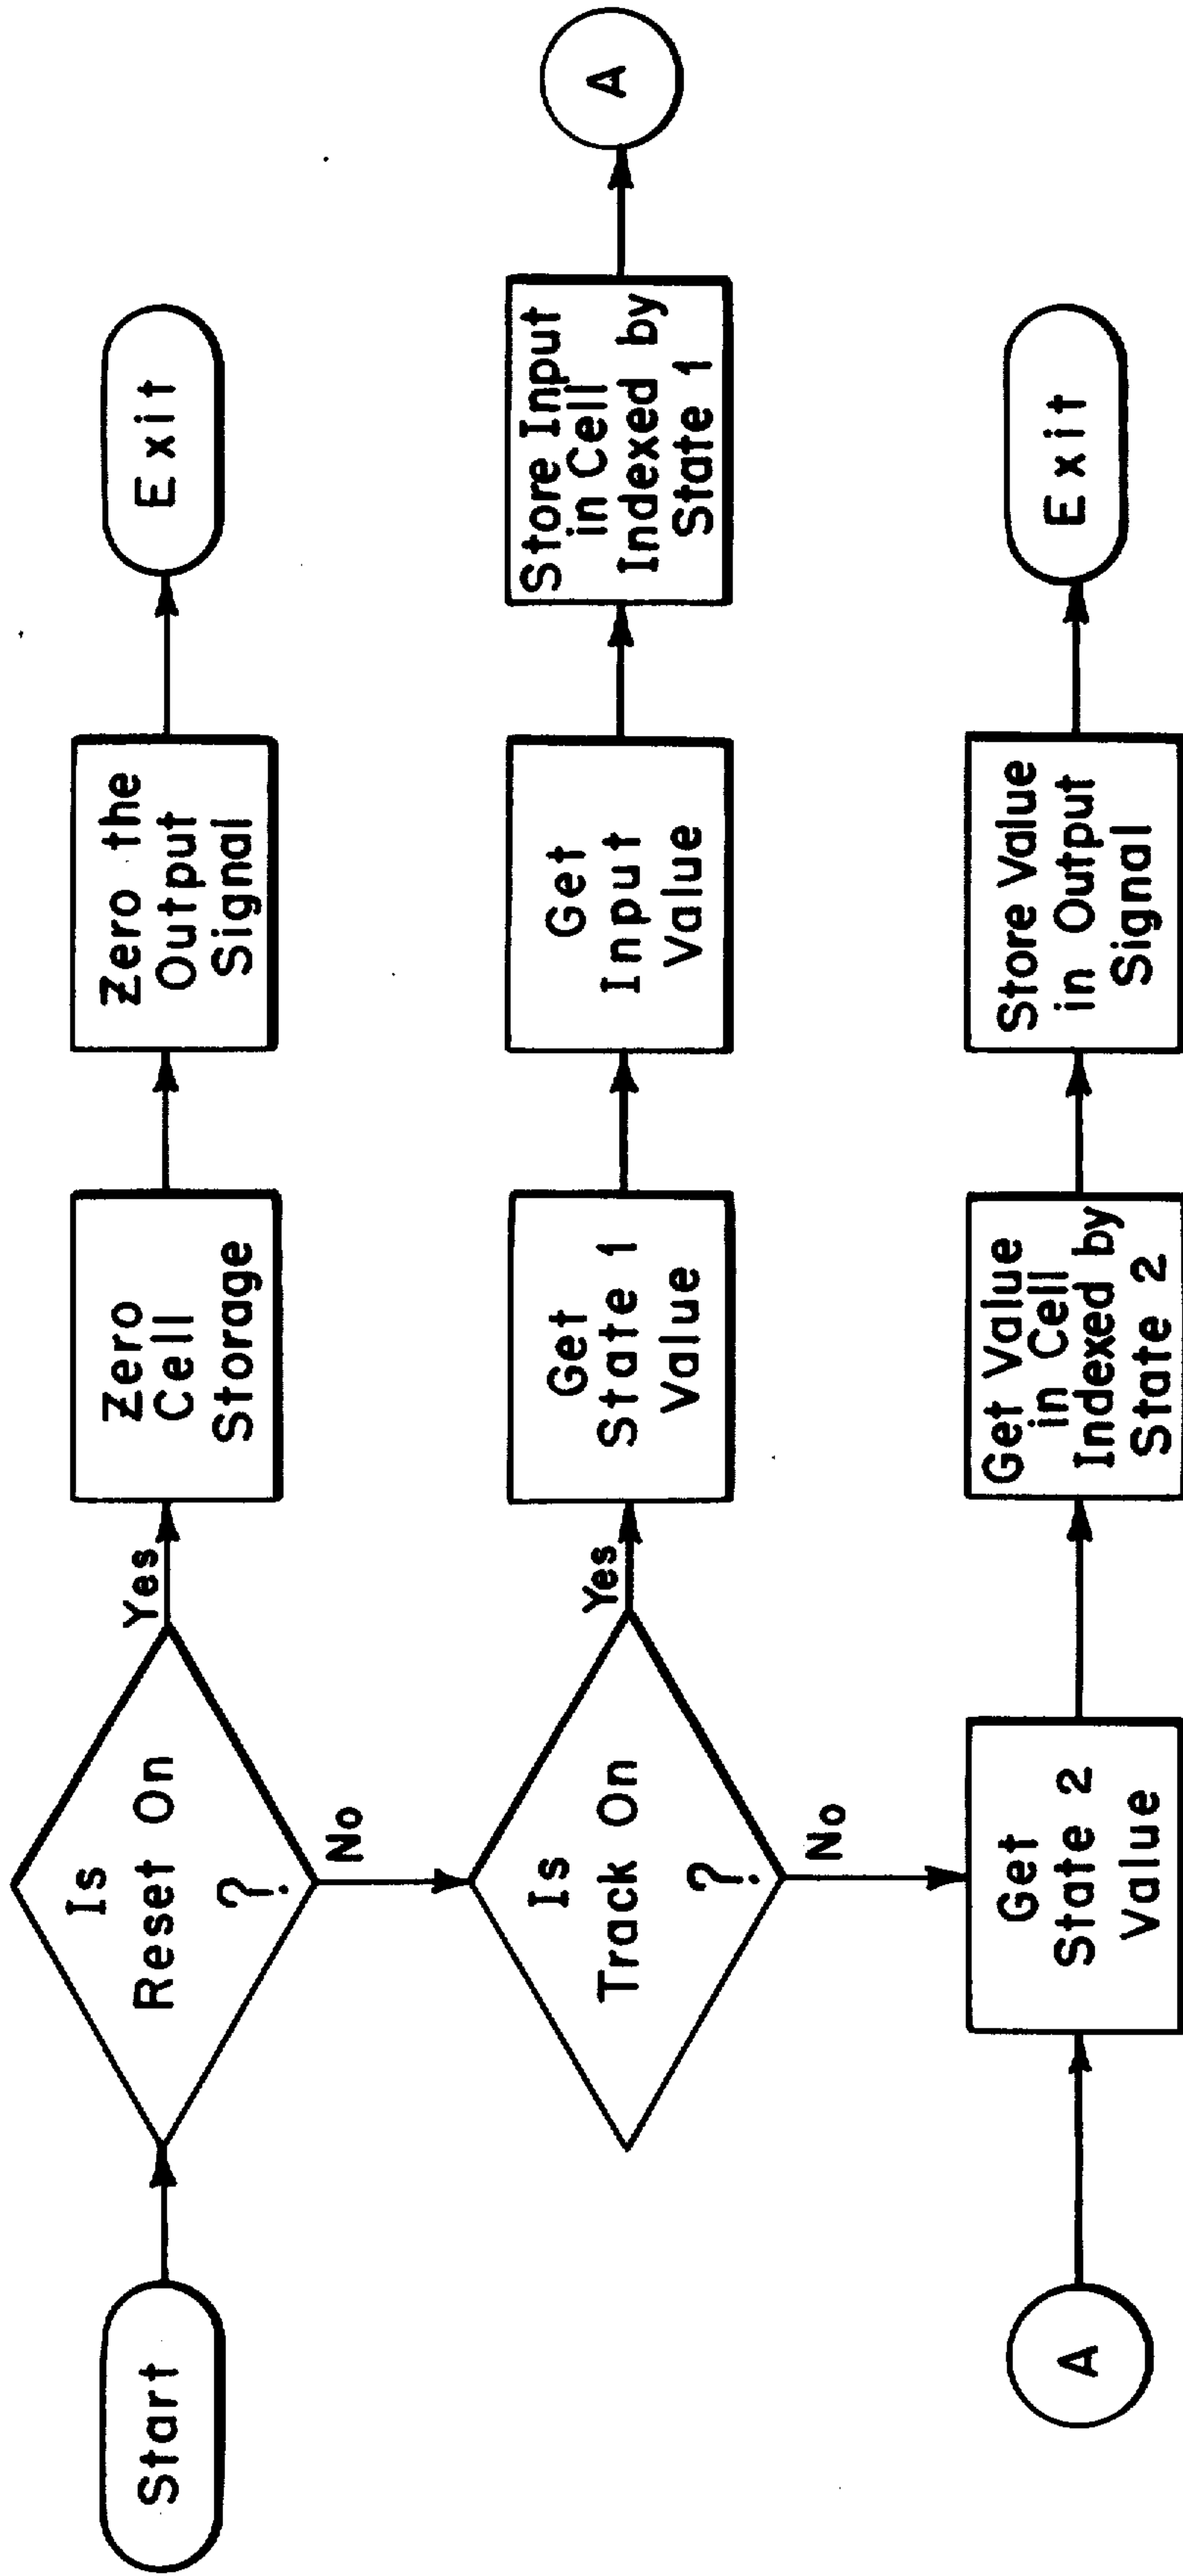 Start
Is
Reset On
?
Yes
Zero
Cell
Storage
Zero the
Output
Signal
Exit
No
Is
Track On
?
Yes
Get
State 1
Value
Get
Input
Value
Store Input
in Cell
Indexed by
State 1
A
No
A
Get
State 2
Value
Get Value
in Cell
Indexed by
State 2
Store Value
in Output
Signal
Exit